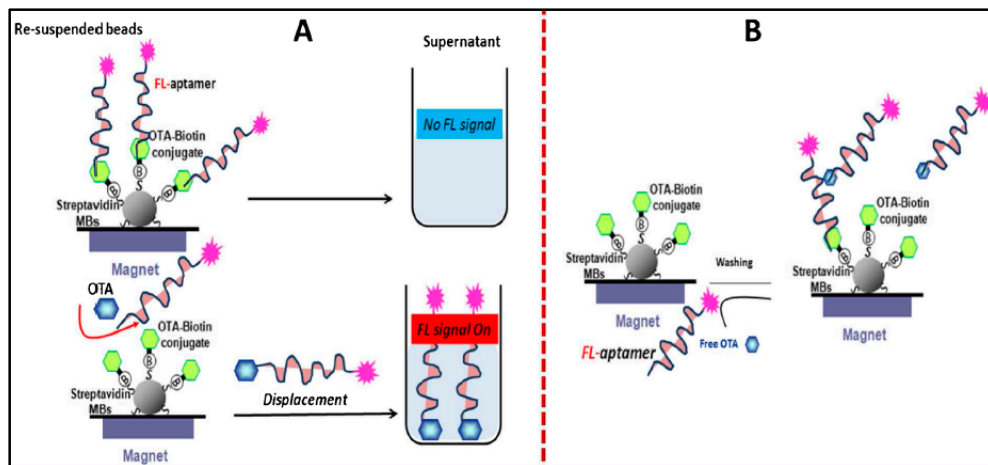 Re-suspended beads
A
Supernatant
B
FL-aptamer
OTA-Biotin
conjugate
No FL signal
B
B
B
S
Streptavidin
MBs
Magnet
OTA
OTA-Biotin
conjugate
FL signal On
B
B
B
S
Streptavidin
MBs
Displacement
Magnet
OTA-Biotin
conjugate
B
B
B
S
Streptavidin
MBs
Washing
Magnet
FL-aptamer
Free OTA
OTA-Biotin
conjugate
B
B
B
S
Streptavidin
MBs
Magnet